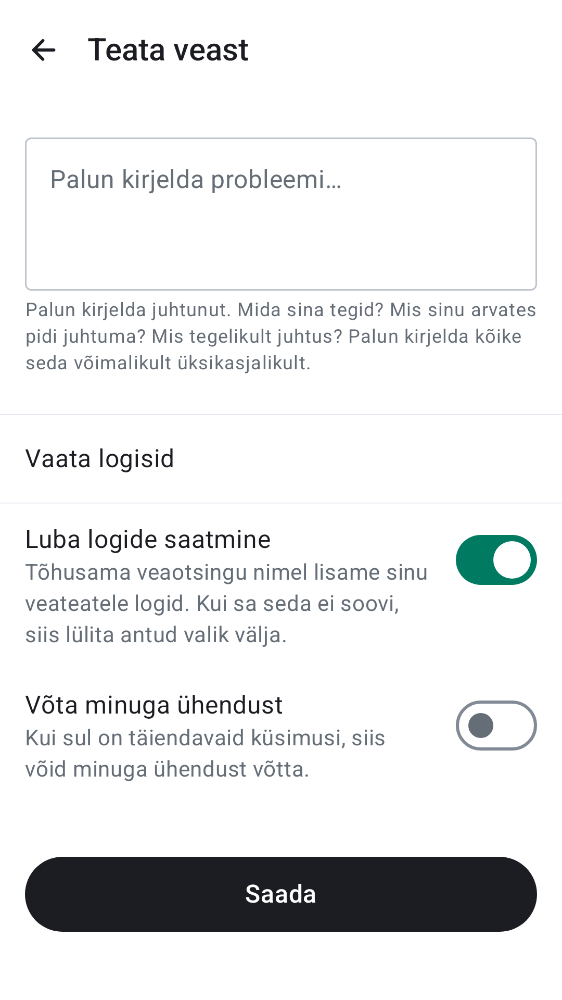 Teata veast
Palun kirjelda probleemi…
Palun kirjelda juhtunut. Mida sina tegid? Mis sinu arvates
pidi juhtuma? Mis tegelikult juhtus? Palun kirjelda kõike
seda võimalikult üksikasjalikult.
Vaata logisid
Luba logide saatmine
Tõhusama veaotsingu nimel lisame sinu
veateatele logid. Kui sa seda ei soovi,
siis lülita antud valik välja.
Võta minuga ühendust
Kui sul on täiendavaid küsimusi, siis
võid minuga ühendust võtta.
Saada